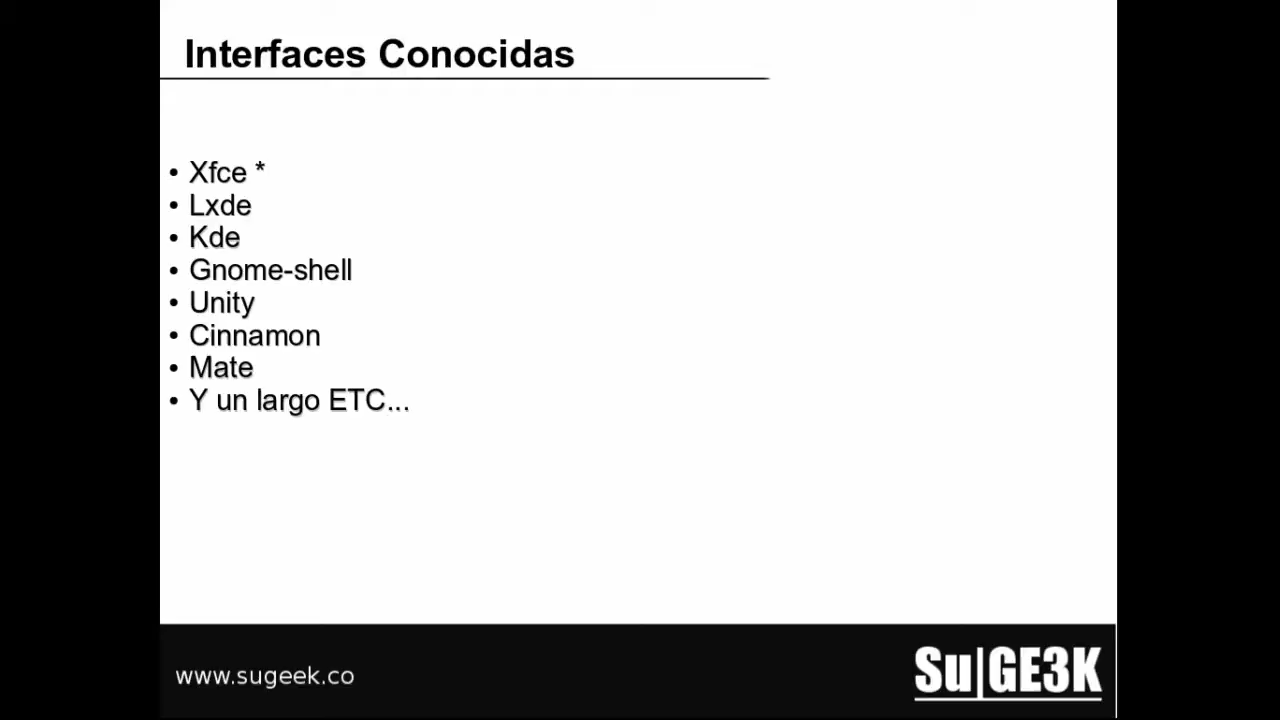 Interfaces Conocidas
• Xfce *
• Lxde
• Kde
• Gnome-shell
• Unity
• Cinnamon
• Mate
• Y un largo ETC...
www.sugeek.co
Su|GE3K